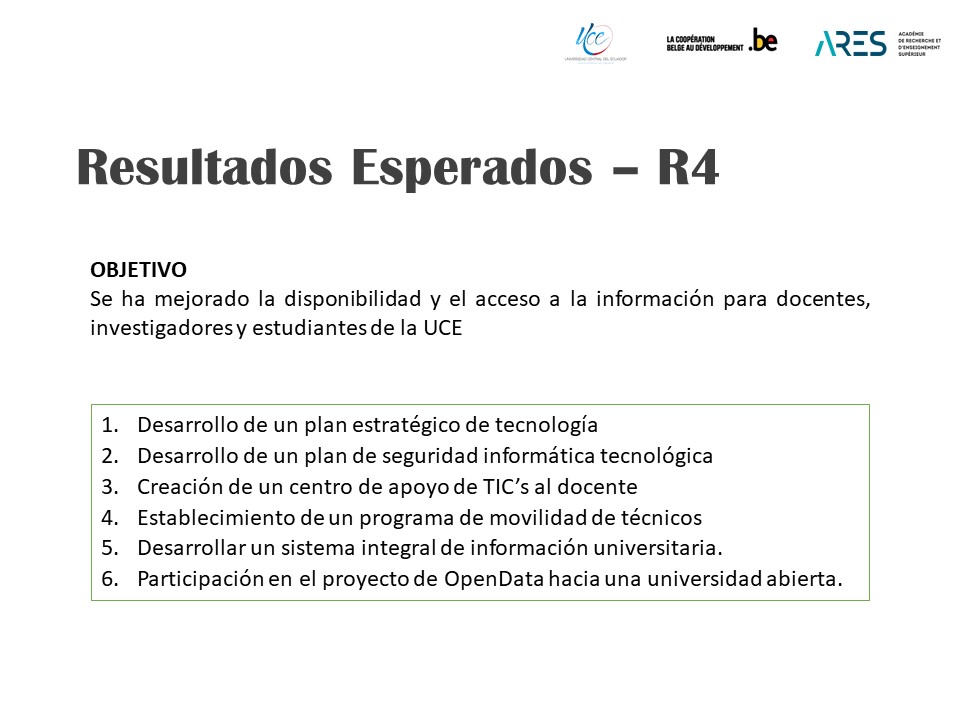 UCE
UNIVERSIDAD CENTRAL DEL ECUADOR
LA COOPÉRATION
BELGE AU DÉVELOPPEMENT .be
ARES
ACADÉMIE
DE RECHERCHE ET
D'ENSEIGNEMENT
SUPÉRIEUR
Resultados Esperados – R4
OBJETIVO
Se ha mejorado la disponibilidad y el acceso a la información para docentes,
investigadores y estudiantes de la UCE
1. Desarrollo de un plan estratégico de tecnología
2. Desarrollo de un plan de seguridad informática tecnológica
3. Creación de un centro de apoyo de TIC’s al docente
4. Establecimiento de un programa de movilidad de técnicos
5. Desarrollar un sistema integral de información universitaria.
6. Participación en el proyecto de OpenData hacia una universidad abierta.